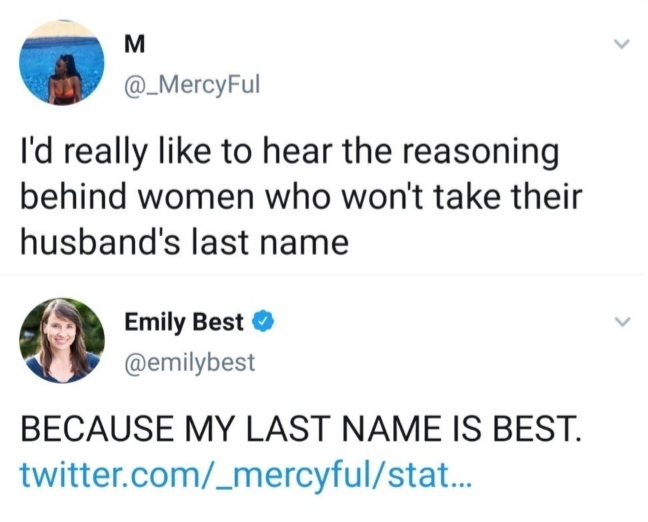 M
@_MercyFul
I'd really like to hear the reasoning
behind women who won't take their
husband's last name
Emily Best
@emilybest
BECAUSE MY LAST NAME IS BEST.
twitter.com/_mercyful/stat...